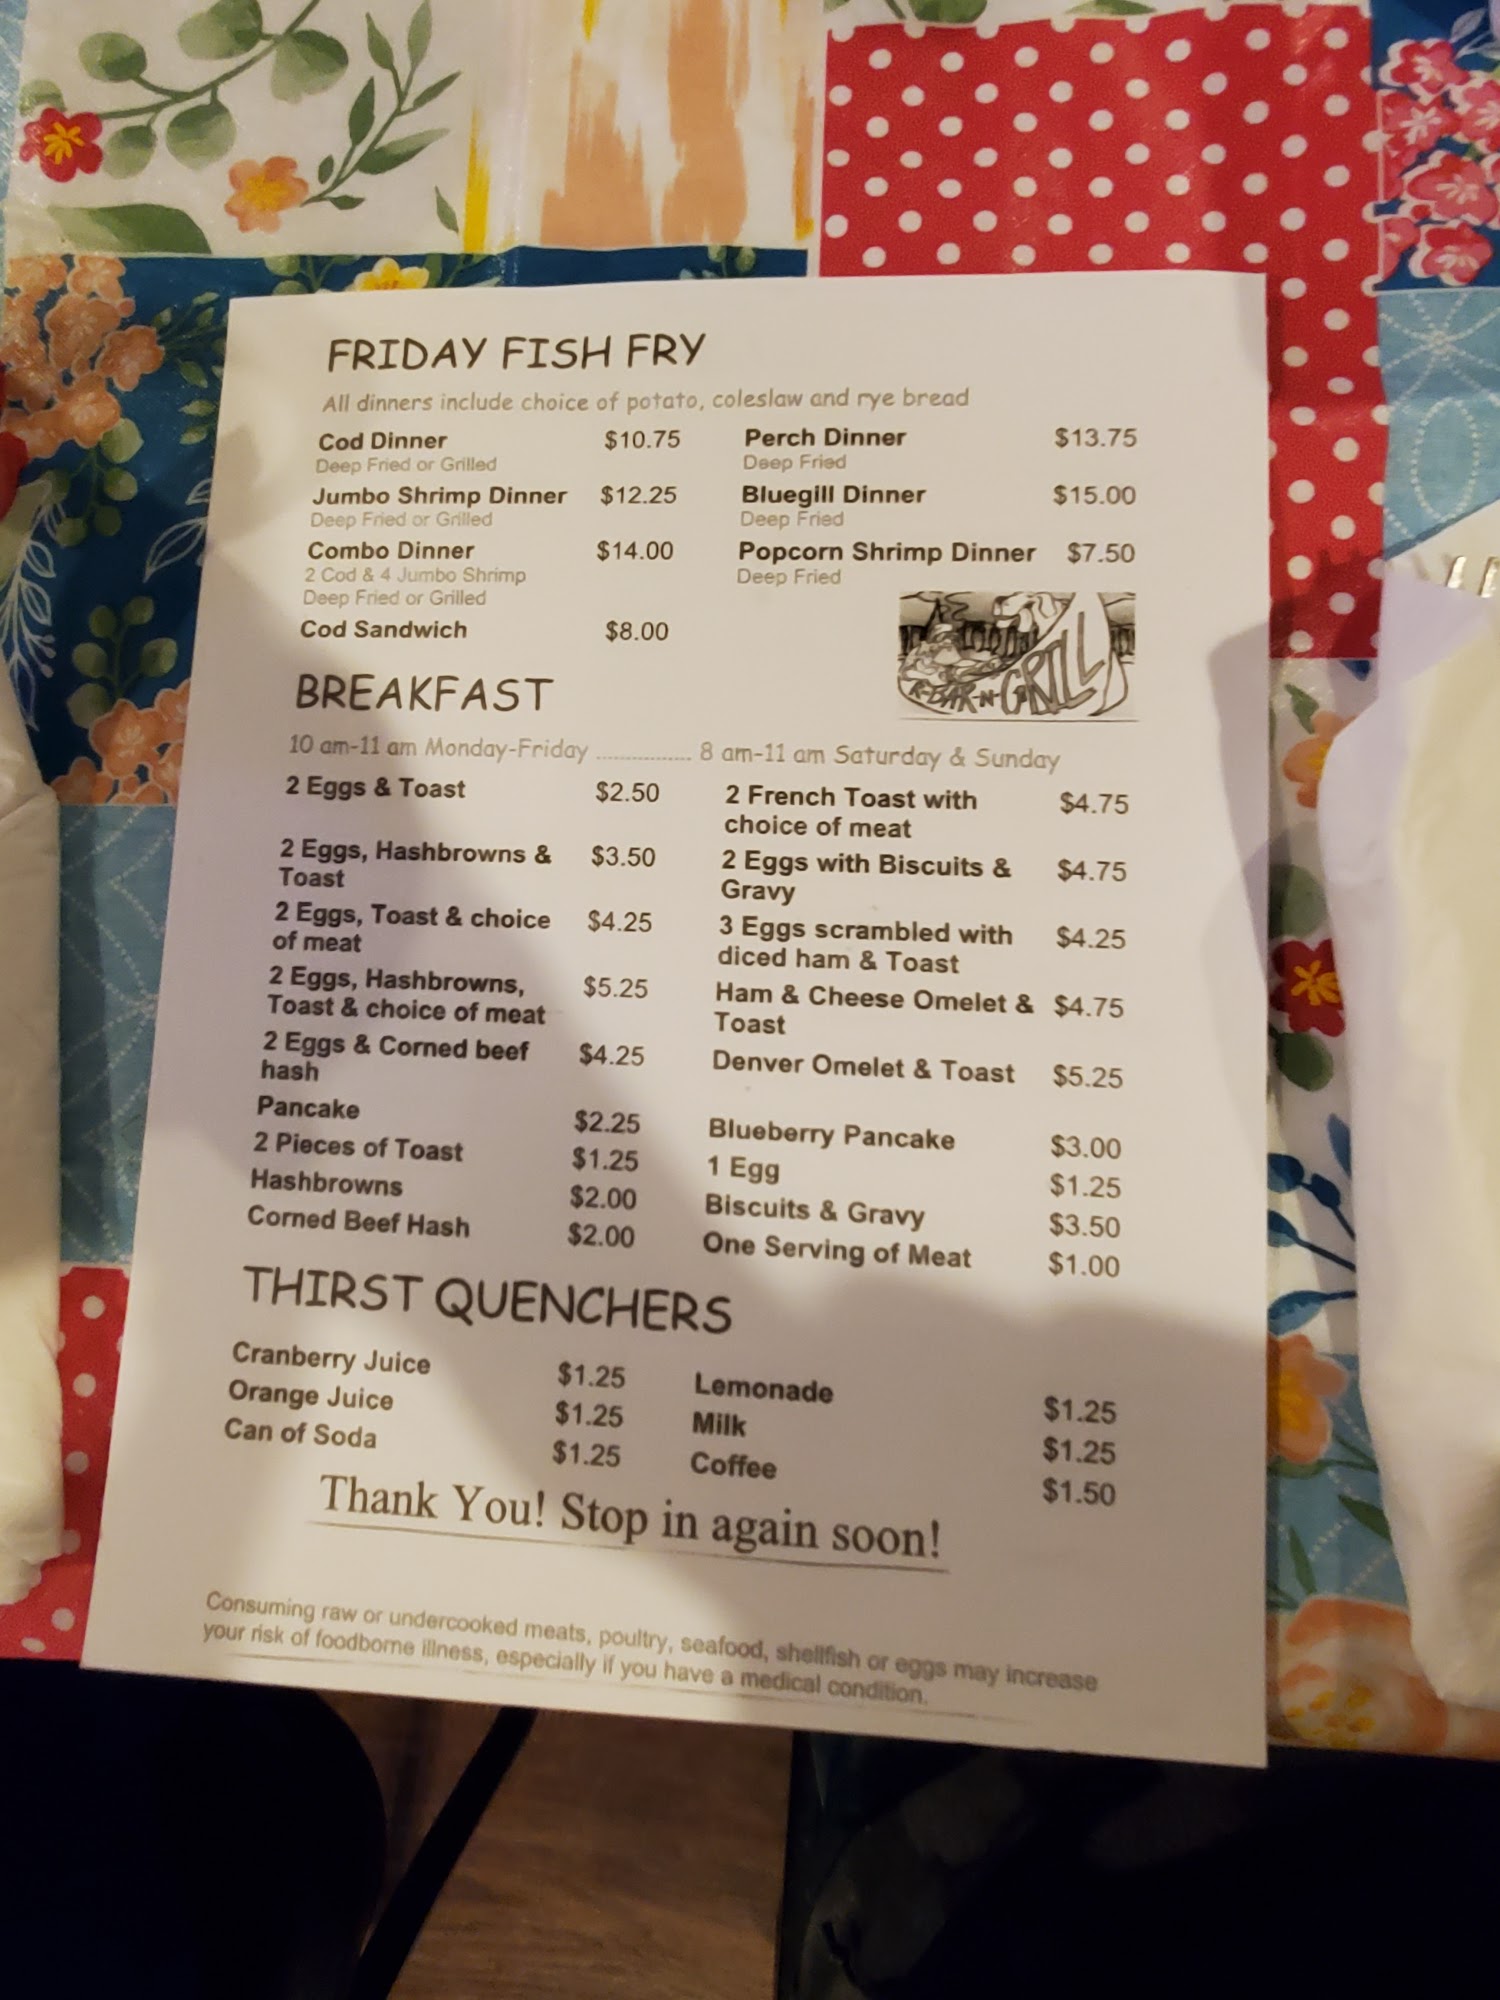 FRIDAY FISH FRY
All dinners include choice of potato, coleslaw and rye bread
Cod Dinner $10.75
Deep Fried or Grilled
Jumbo Shrimp Dinner $12.25
Deep Fried or Grilled
Combo Dinner $14.00
2 Cod & 4 Jumbo Shrimp
Deep Fried or Grilled
Cod Sandwich $8.00
Perch Dinner $13.75
Deep Fried
Bluegill Dinner $15.00
Deep Fried
Popcorn Shrimp Dinner $7.50
Deep Fried
R-BAR-N-GRILL
BREAKFAST
10 am-11 am Monday-Friday ................. 8 am-11 am Saturday & Sunday
2 Eggs & Toast $2.50
2 Eggs, Hashbrowns & $3.50
Toast
2 Eggs, Toast & choice $4.25
of meat
2 Eggs, Hashbrowns, $5.25
Toast & choice of meat
2 Eggs & Corned beef $4.25
hash
Pancake $2.25
2 Pieces of Toast $1.25
Hashbrowns $2.00
Corned Beef Hash $2.00
2 French Toast with $4.75
choice of meat
2 Eggs with Biscuits & $4.75
Gravy
3 Eggs scrambled with $4.25
diced ham & Toast
Ham & Cheese Omelet & $4.75
Toast
Denver Omelet & Toast $5.25
Blueberry Pancake $3.00
1 Egg $1.25
Biscuits & Gravy $3.50
One Serving of Meat $1.00
THIRST QUENCHERS
Cranberry Juice $1.25
Orange Juice $1.25
Can of Soda $1.25
Lemonade $1.25
Milk $1.25
Coffee $1.50
Thank You! Stop in again soon!
Consuming raw or undercooked meats, poultry, seafood, shellfish or eggs may increase
your risk of foodborne illness, especially if you have a medical condition.